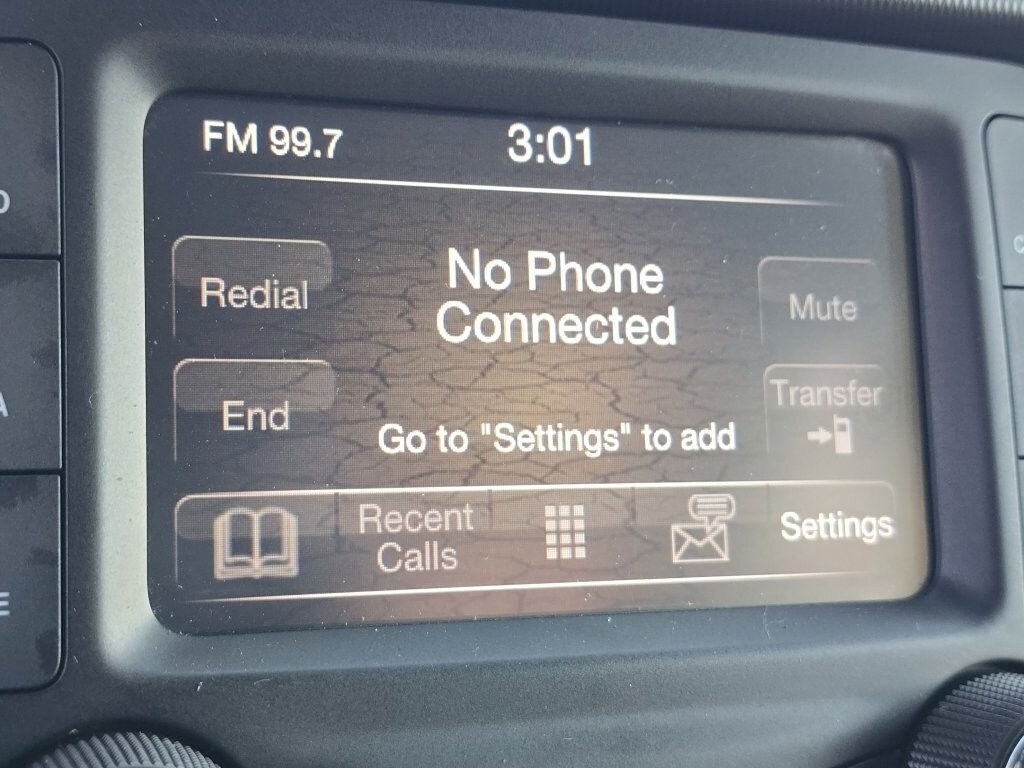 FM 99.7
3:01
Redial
No Phone
Connected
Mute
End
Go to "Settings" to add
Transfer
Recent
Calls
Settings